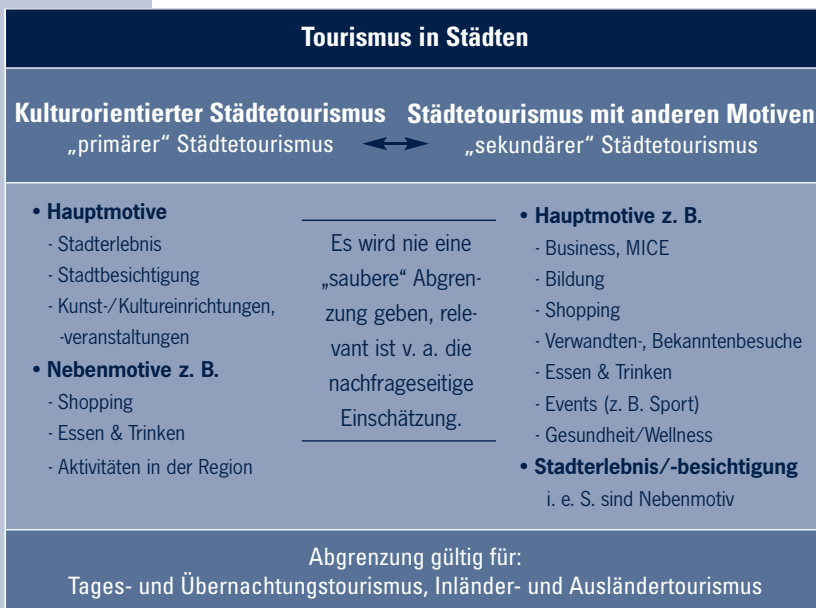 Tourismus in Städten
Kulturorientierter Städtetourismus
„primärer“ Städtetourismus
Städtetourismus mit anderen Motiven
„sekundärer“ Städtetourismus
• Hauptmotive
- Stadterlebnis
- Stadtbesichtigung
- Kunst-/Kultureinrichtungen,
-veranstaltungen
• Nebenmotive z. B.
- Shopping
- Essen & Trinken
- Aktivitäten in der Region
Es wird nie eine
„saubere“ Abgren-
zung geben, rele-
vant ist v. a. die
nachfrageseitige
Einschätzung.
• Hauptmotive z. B.
- Business, MICE
- Bildung
- Shopping
- Verwandten-, Bekanntenbesuche
- Essen & Trinken
- Events (z. B. Sport)
- Gesundheit/Wellness
• Stadterlebnis/-besichtigung
i. e. S. sind Nebenmotiv
Abgrenzung gültig für:
Tages- und Übernachtungstourismus, Inländer- und Ausländertourismus